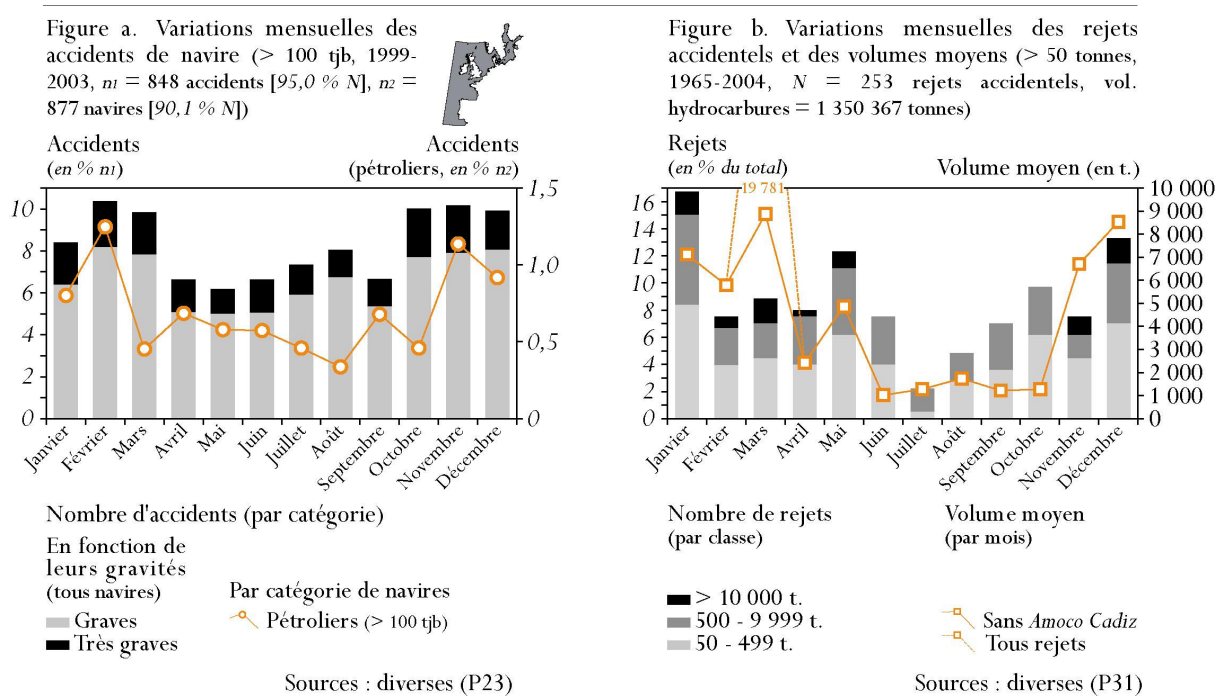 Figure a. Variations mensuelles des
accidents de navire (> 100 tjb, 1999-
2003, n1 = 848 accidents [95,0 % N], n2 =
877 navires [90,1 % N])
Accidents
(en % n1)
Accidents
(pétroliers, en % n2)
10
8
6
4
2
0
1,5
1,0
0,5
0
Janvier
Février
Mars
Avril
Mai
Juin
Juillet
Août
Septembre
Octobre
Novembre
Décembre
Nombre d'accidents (par catégorie)
En fonction de
leurs gravités
(tous navires)
Graves
Très graves
Par catégorie de navires
Pétroliers (> 100 tjb)
Sources : diverses (P23)
Figure b. Variations mensuelles des rejets
accidentels et des volumes moyens (> 50 tonnes,
1965-2004, N = 253 rejets accidentels, vol.
hydrocarbures = 1 350 367 tonnes)
Rejets
(en % du total)
Volume moyen (en t.)
19 781
16
14
12
10
8
6
4
2
0
10 000
9 000
8 000
7 000
6 000
5 000
4 000
3 000
2 000
1 000
0
Janvier
Février
Mars
Avril
Mai
Juin
Juillet
Août
Septembre
Octobre
Novembre
Décembre
Nombre de rejets
(par classe)
> 10 000 t.
500 - 9 999 t.
50 - 499 t.
Volume moyen
(par mois)
Sans Amoco Cadiz
Tous rejets
Sources : diverses (P31)